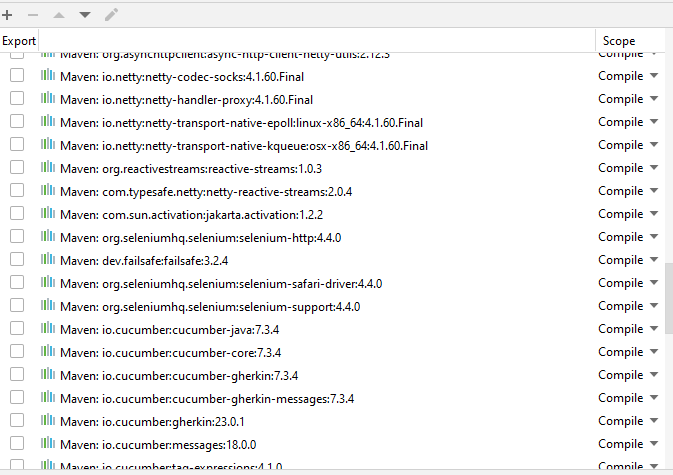 Export Scope
Maven: org.asynchttpclient:async-http-client-netty-utils:2.12.3 Compile
Maven: io.netty:netty-codec-socks:4.1.60.Final Compile
Maven: io.netty:netty-handler-proxy:4.1.60.Final Compile
Maven: io.netty:netty-transport-native-epoll:linux-x86_64:4.1.60.Final Compile
Maven: io.netty:netty-transport-native-kqueue:osx-x86_64:4.1.60.Final Compile
Maven: org.reactivestreams:reactive-streams:1.0.3 Compile
Maven: com.typesafe.netty:netty-reactive-streams:2.0.4 Compile
Maven: com.sun.activation:jakarta.activation:1.2.2 Compile
Maven: org.seleniumhq.selenium:selenium-http:4.4.0 Compile
Maven: dev.failsafe:failsafe:3.2.4 Compile
Maven: org.seleniumhq.selenium:selenium-safari-driver:4.4.0 Compile
Maven: org.seleniumhq.selenium:selenium-support:4.4.0 Compile
Maven: io.cucumber:cucumber-java:7.3.4 Compile
Maven: io.cucumber:cucumber-core:7.3.4 Compile
Maven: io.cucumber:cucumber-gherkin:7.3.4 Compile
Maven: io.cucumber:cucumber-gherkin-messages:7.3.4 Compile
Maven: io.cucumber:gherkin:23.0.1 Compile
Maven: io.cucumber:messages:18.0.0 Compile
Maven: io.cucumber:tag-expressions:4.1.0 Compile